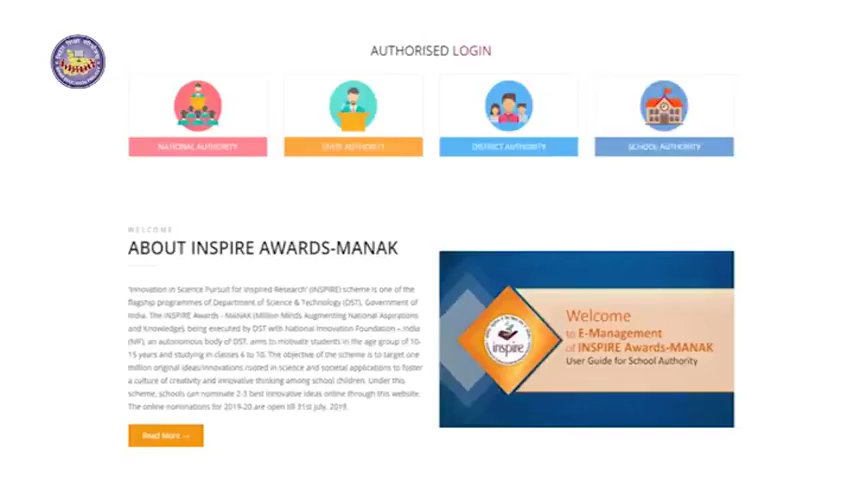 AUTHORISED LOGIN
NATIONAL AUTHORITY
STATE AUTHORITY
DISTRICT AUTHORITY
SCHOOL AUTHORITY
WELCOME
ABOUT INSPIRE AWARDS-MANAK
'Innovation in Science Pursuit for Inspired Research' (INSPIRE) scheme is one of the
flagship programmes of Department of Science & Technology (DST), Government of
India. The INSPIRE Awards - MANAK (Million Minds Augmenting National Aspirations
and Knowledge), being executed by DST with National Innovation Foundation – India
(NIF), an autonomous body of DST, aims to motivate students in the age group of 10-
15 years and studying in classes 6 to 10. The objective of the scheme is to target one
million original ideas/innovations rooted in science and societal applications to foster
a culture of creativity and innovative thinking among school children. Under this
scheme, schools can nominate 2-3 best innovative ideas online through this website.
The online nominations for 2019-20 are open till 31st July, 2019.
Read More →
inspire
Welcome
to E-Management
of INSPIRE Awards-MANAK
User Guide for School Authority